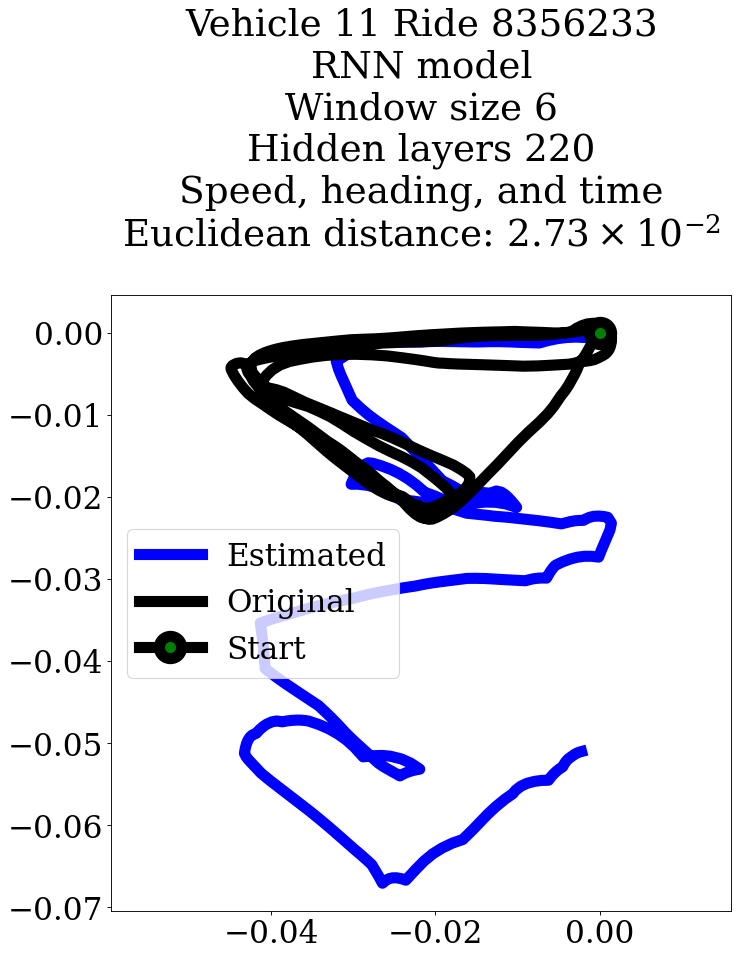 Vehicle 11 Ride 8356233
RNN model
Window size 6
Hidden layers 220
Speed, heading, and time
Euclidean distance: 2.73 × 10⁻²
0.00
−0.01
−0.02
−0.03
−0.04
−0.05
−0.06
−0.07
Estimated
Original
Start
−0.04 −0.02 0.00